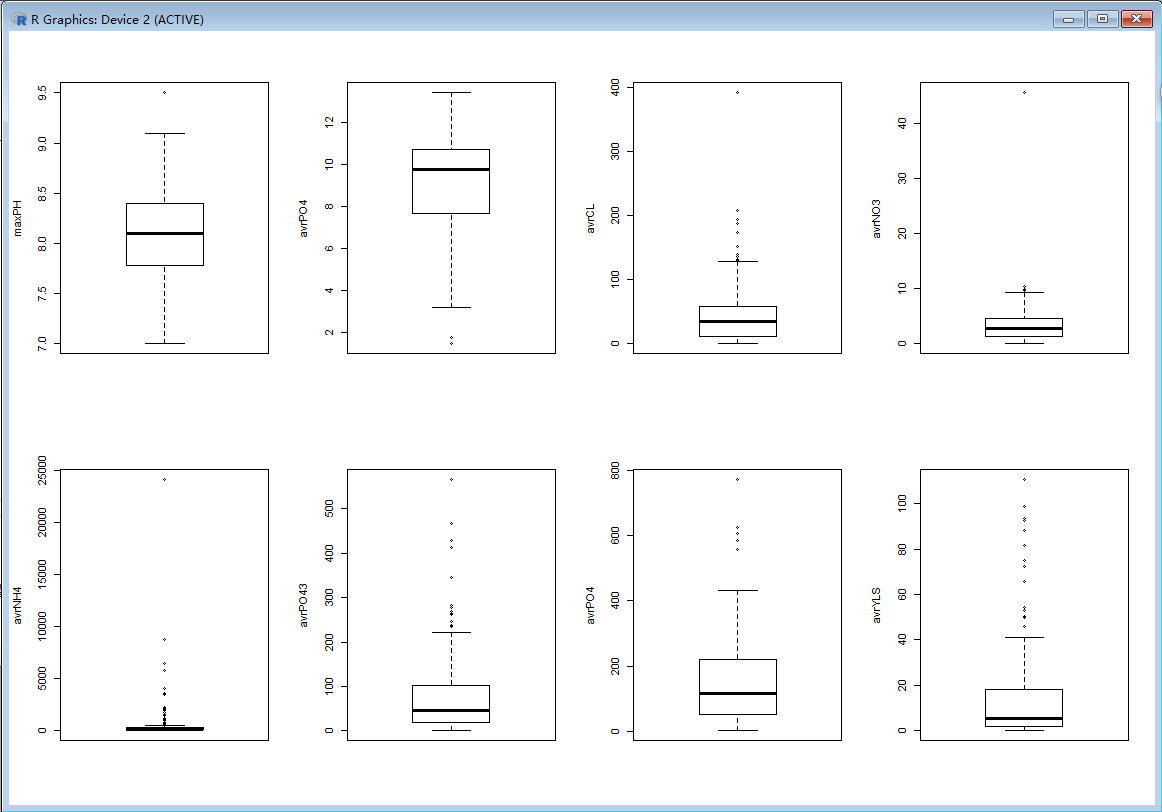 R Graphics: Device 2 (ACTIVE)
maxPH
7.0 7.5 8.0 8.5 9.0 9.5
avrPO4
2 4 6 8 10 12
avrCL
0 100 200 300 400
avrNO3
0 10 20 30 40
avrNH4
0 5000 10000 15000 20000 25000
avrPO43
0 100 200 300 400 500
avrPO4
0 200 400 600 800
avrYLS
0 20 40 60 80 100